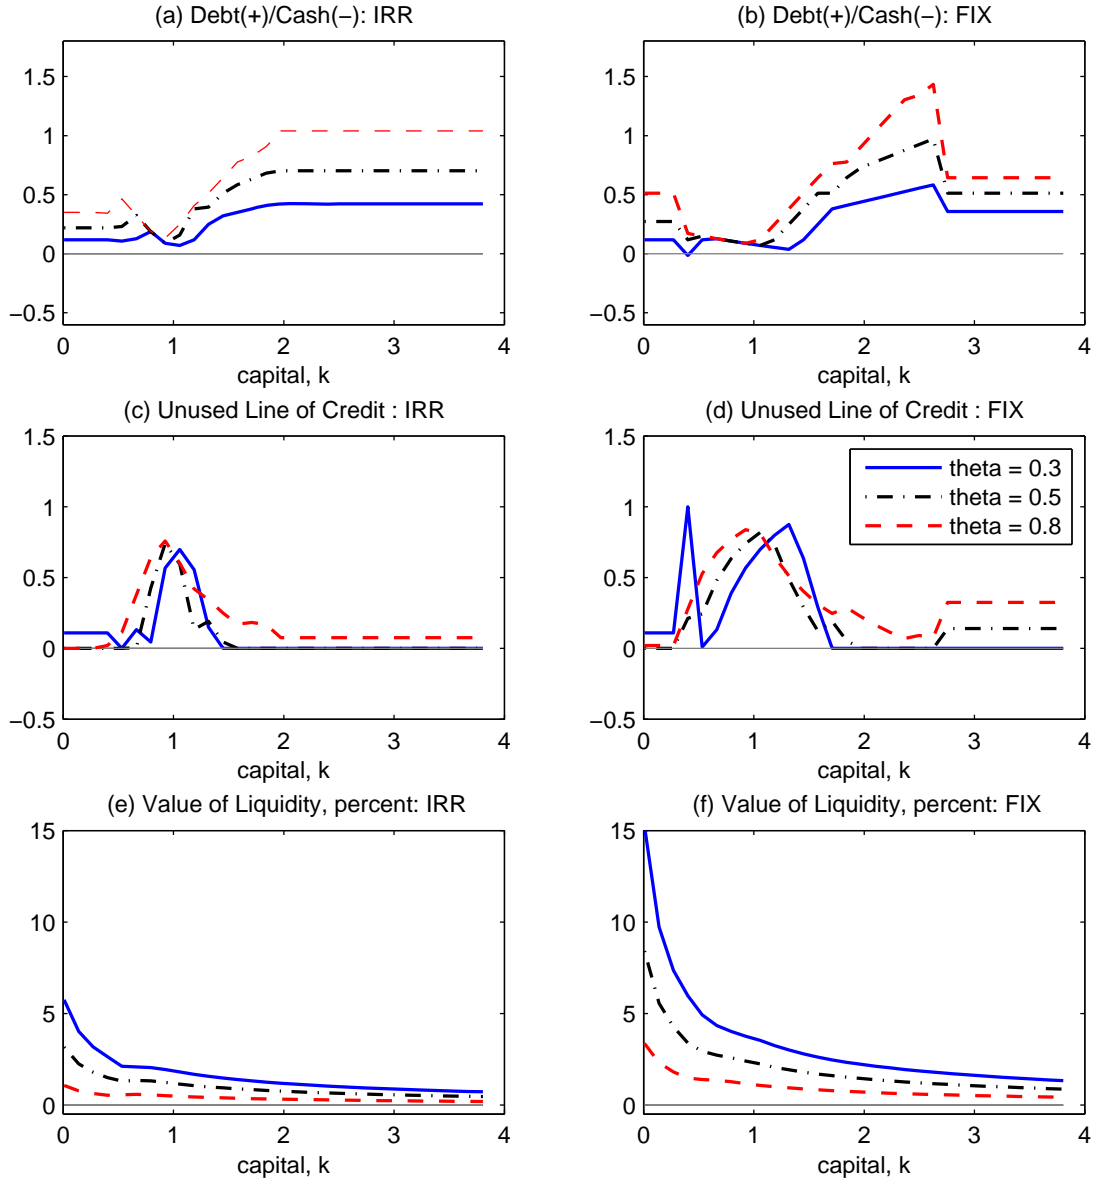 (a) Debt(+)/Cash(−): IRR
1.5
1
0.5
0
−0.5
0 1 2 3 4
capital, k
(b) Debt(+)/Cash(−): FIX
1.5
1
0.5
0
−0.5
0 1 2 3 4
capital, k
(c) Unused Line of Credit : IRR
1.5
1
0.5
0
−0.5
0 1 2 3 4
capital, k
(d) Unused Line of Credit : FIX
1.5
1
0.5
0
−0.5
theta = 0.3
theta = 0.5
theta = 0.8
0 1 2 3 4
capital, k
(e) Value of Liquidity, percent: IRR
15
10
5
0
0 1 2 3 4
capital, k
(f) Value of Liquidity, percent: FIX
15
10
5
0
0 1 2 3 4
capital, k